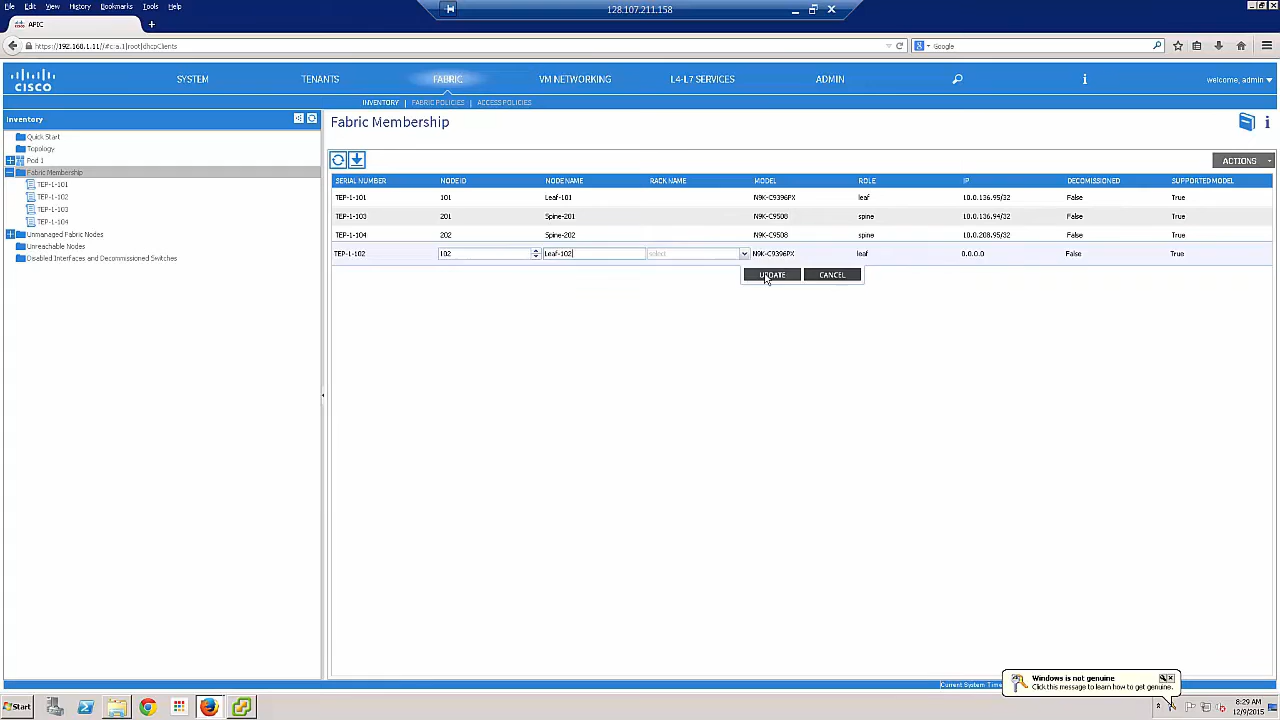 File Edit View History Bookmarks Tools Help
128.107.211.158
APIC
https://192.168.1.11/#c:a.1|root|dhcpClients
Google
CISCO
SYSTEM TENANTS FABRIC VM NETWORKING L4-L7 SERVICES ADMIN
welcome, admin
INVENTORY | FABRIC POLICIES | ACCESS POLICIES
Inventory
Quick Start
Topology
Pod 1
Fabric Membership
TEP-1-101
TEP-1-102
TEP-1-103
TEP-1-104
Unmanaged Fabric Nodes
Unreachable Nodes
Disabled Interfaces and Decommissioned Switches
Fabric Membership
ACTIONS
SERIAL NUMBER NODE ID NODE NAME RACK NAME MODEL ROLE IP DECOMISSIONED SUPPORTED MODEL
TEP-1-101 101 Leaf-101 N9K-C9396PX leaf 10.0.136.95/32 False True
TEP-1-103 201 Spine-201 N9K-C9508 spine 10.0.136.94/32 False True
TEP-1-104 202 Spine-202 N9K-C9508 spine 10.0.208.95/32 False True
TEP-1-102 102 Leaf-102 select N9K-C9396PX leaf 0.0.0.0 False True
UPDATE CANCEL
Current System Time
Windows is not genuine
Click this message to learn how to get genuine.
Start
8:29 AM
12/9/2015